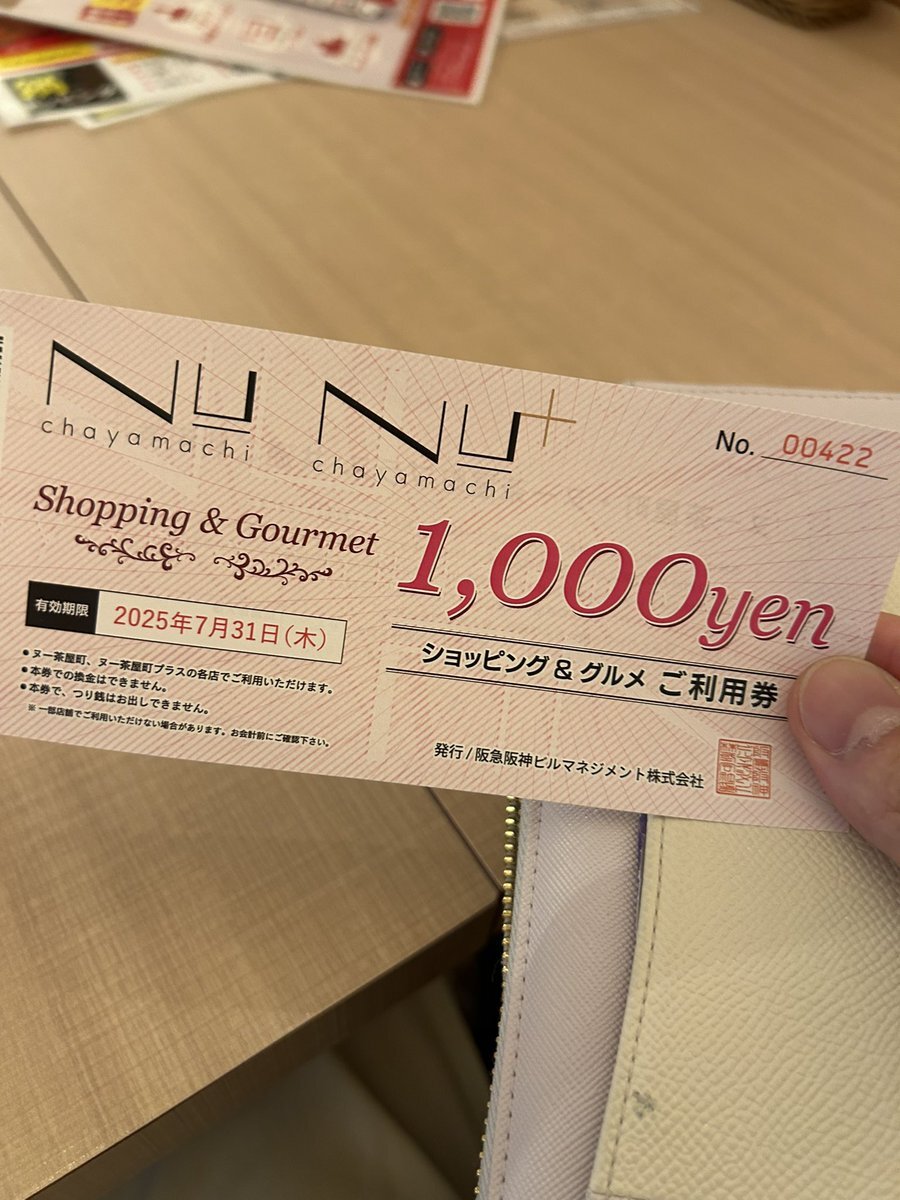 NU chayamachi
NU+ chayamachi
No. 00422
Shopping & Gourmet
1,000yen
有効期限 2025年7月31日(木)
ショッピング & グルメ ご利用券
●ヌー茶屋町、ヌー茶屋町プラスの各店でご利用いただけます。
●本券での換金はできません。
●本券で、つり銭はお出しできません。
※ 一部店舗でご利用いただけない場合があります。お会計前にご確認下さい。
発行 / 阪急阪神ビルマネジメント株式会社